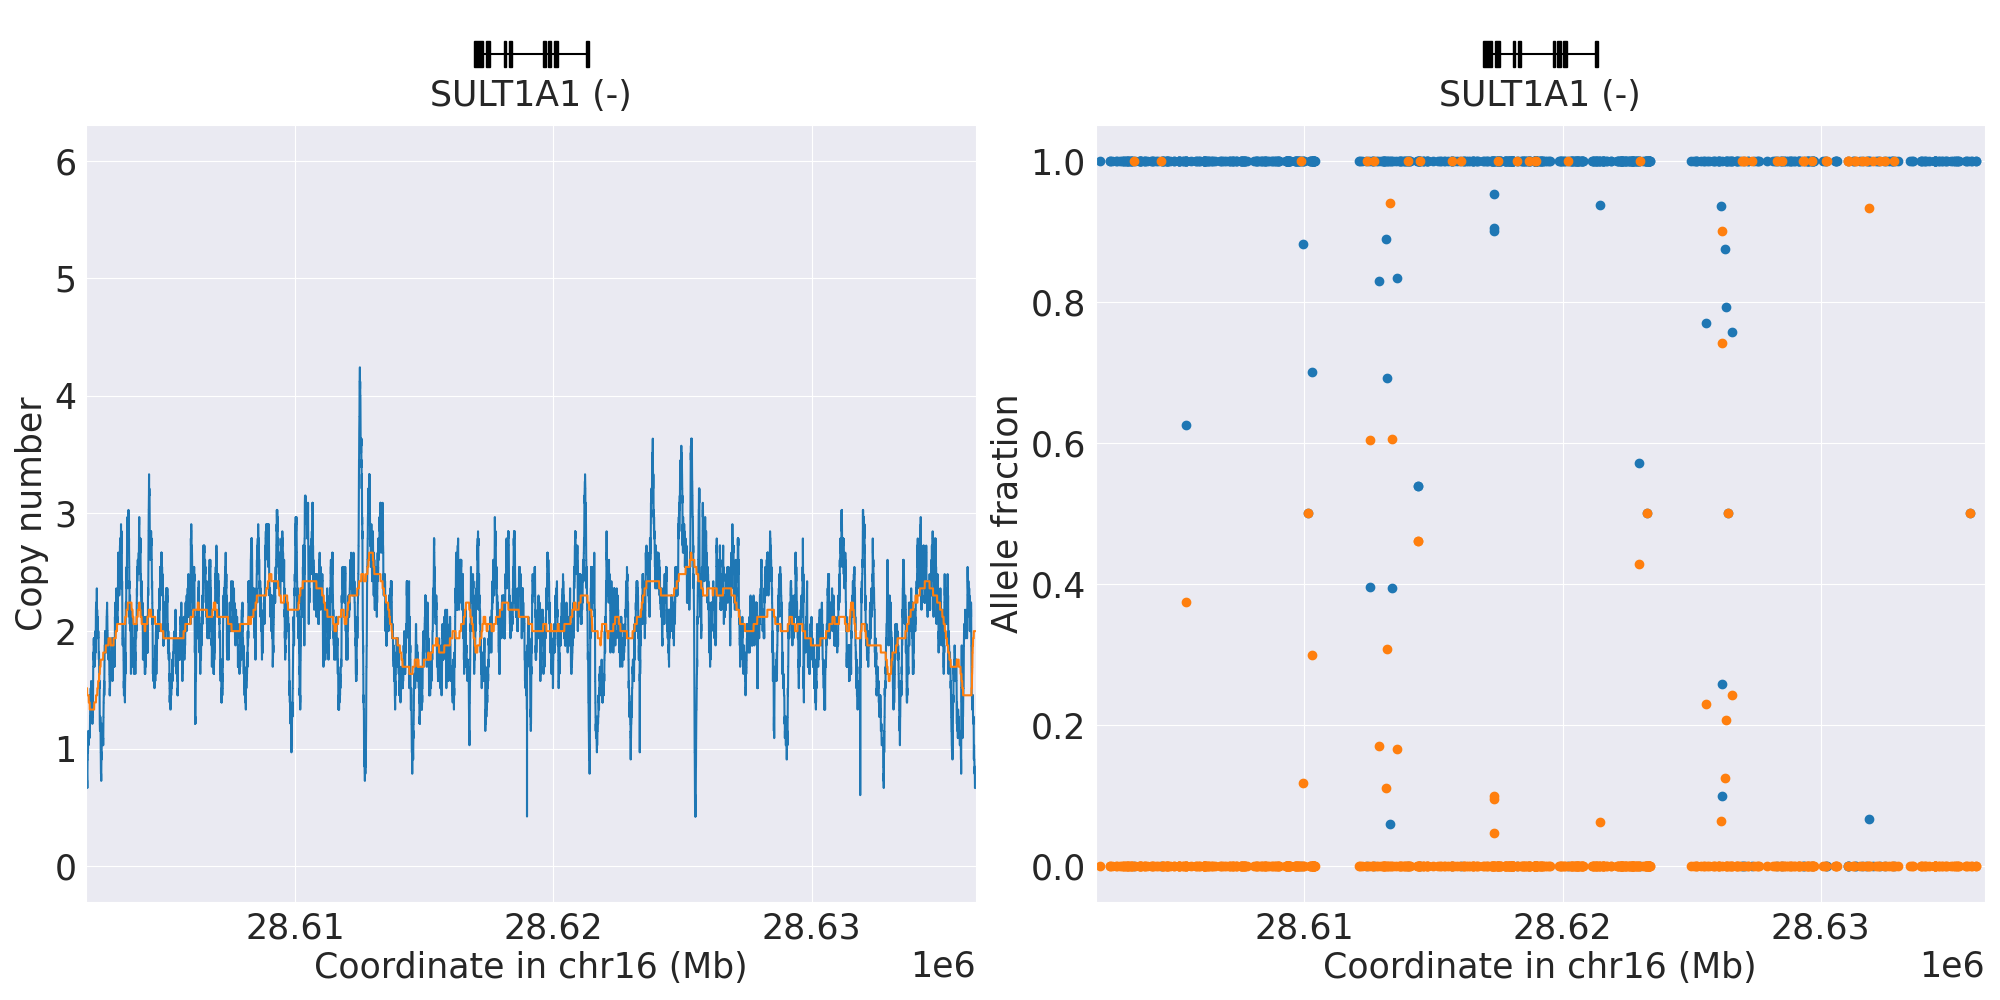 SULT1A1 (-)
6
5
4
3
2
1
0
Copy number
28.61
28.62
28.63
Coordinate in chr16 (Mb)
1e6
SULT1A1 (-)
1.0
0.8
0.6
0.4
0.2
0.0
Allele fraction
28.61
28.62
28.63
Coordinate in chr16 (Mb)
1e6